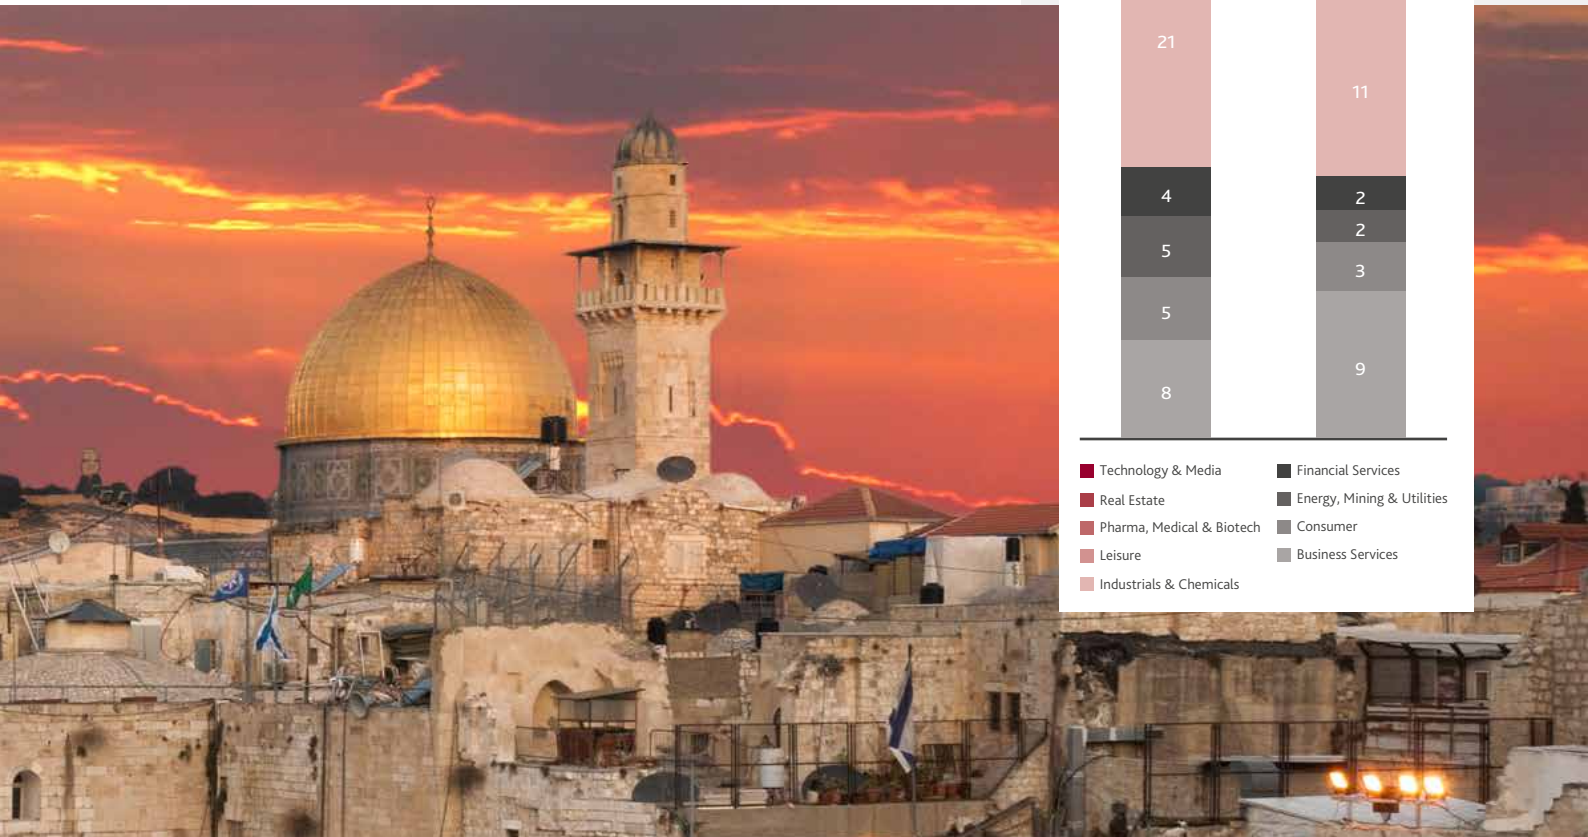 21
11
4
2
5
2
5
3
8
9
Technology & Media
Real Estate
Pharma, Medical & Biotech
Leisure
Industrials & Chemicals
Financial Services
Energy, Mining & Utilities
Consumer
Business Services